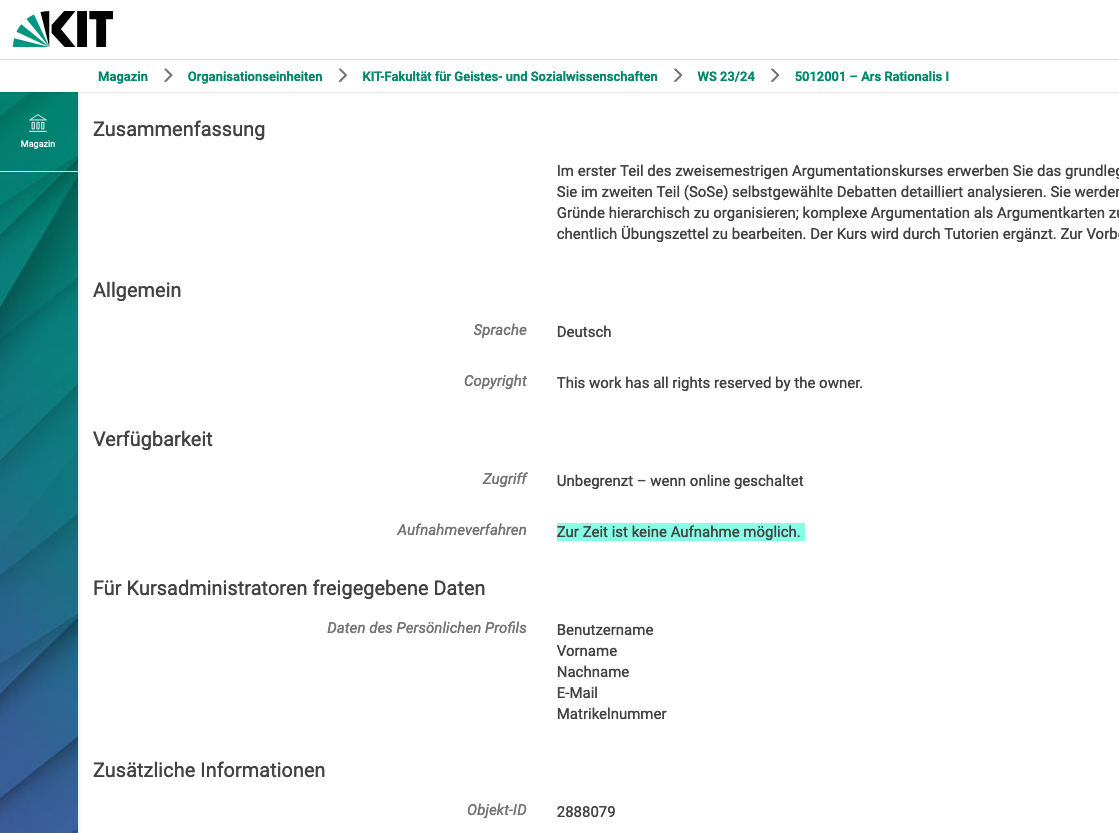 KIT
Magazin
Organisationseinheiten
KIT-Fakultät für Geistes- und Sozialwissenschaften
WS 23/24
5012001 – Ars Rationalis I
Magazin
Zusammenfassung
Im erster Teil des zweisemestrigen Argumentationskurses erwerben Sie das grundleg
Sie im zweiten Teil (SoSe) selbstgewählte Debatten detailliert analysieren. Sie werden
Gründe hierarchisch zu organisieren; komplexe Argumentation als Argumentkarten zu
chentlich Übungszettel zu bearbeiten. Der Kurs wird durch Tutorien ergänzt. Zur Vorb
Allgemein
Sprache
Deutsch
Copyright
This work has all rights reserved by the owner.
Verfügbarkeit
Zugriff
Unbegrenzt – wenn online geschaltet
Aufnahmeverfahren
Zur Zeit ist keine Aufnahme möglich.
Für Kursadministratoren freigegebene Daten
Daten des Persönlichen Profils
Benutzername
Vorname
Nachname
E-Mail
Matrikelnummer
Zusätzliche Informationen
Objekt-ID
2888079